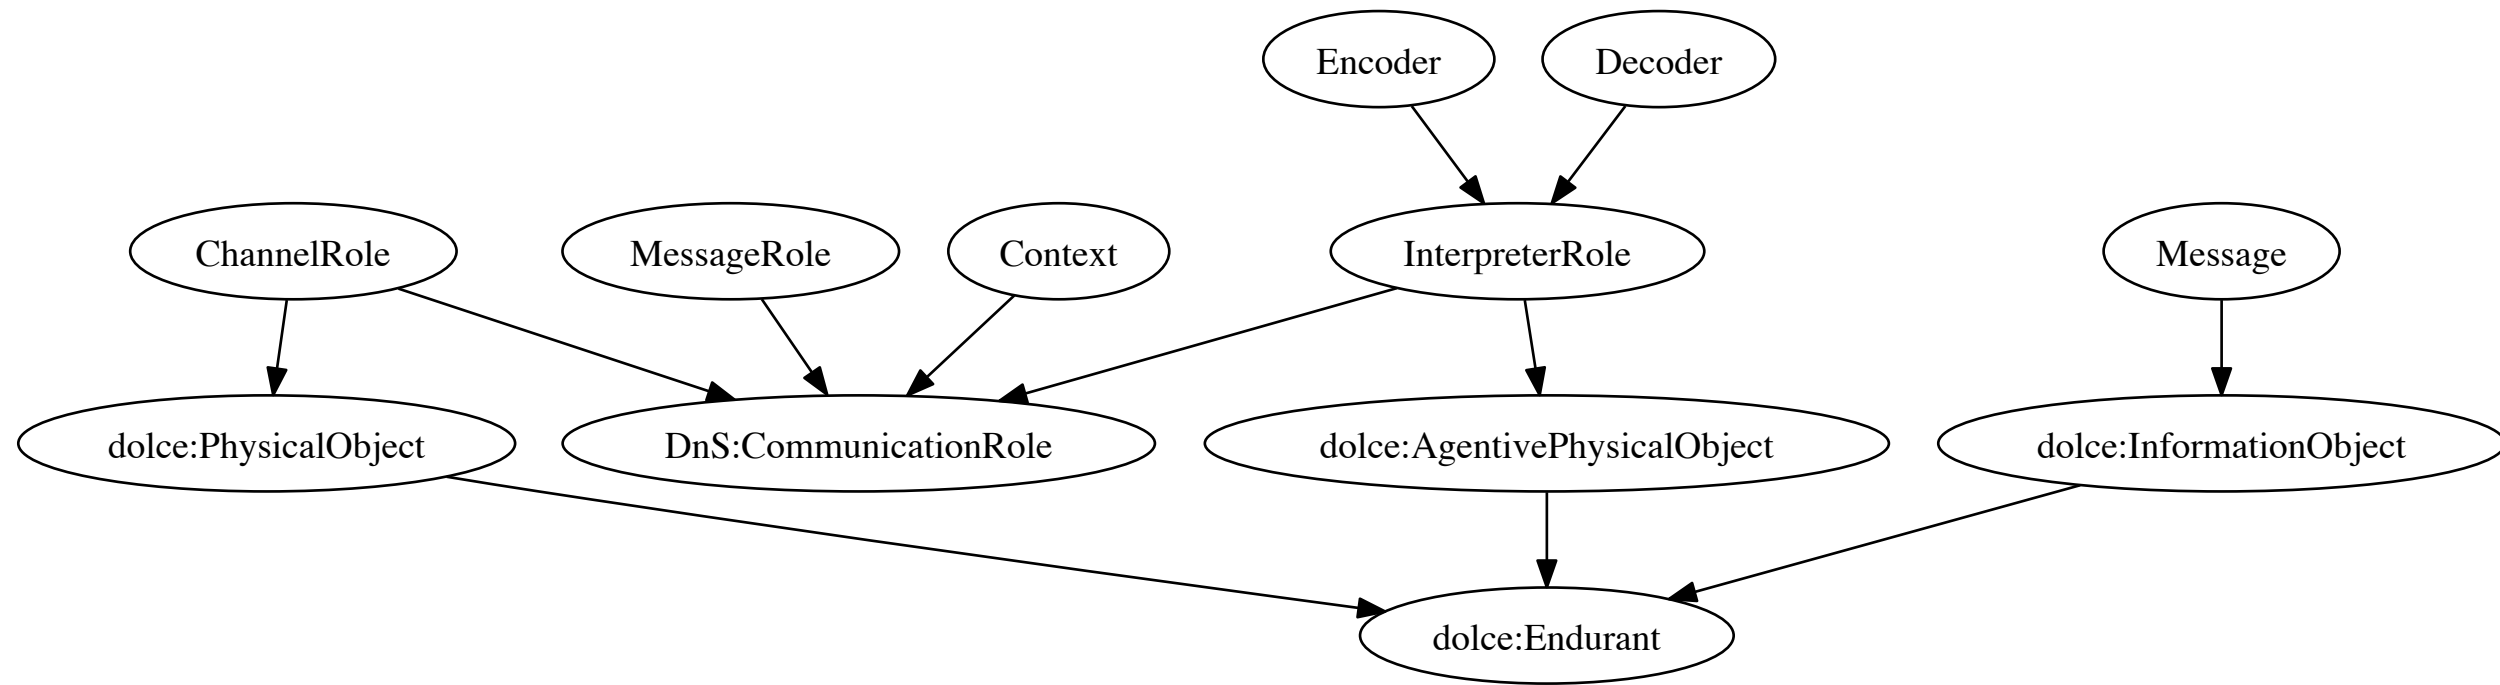 Encoder
Decoder
ChannelRole
MessageRole
Context
InterpreterRole
Message
dolce:PhysicalObject
DnS:CommunicationRole
dolce:AgentivePhysicalObject
dolce:InformationObject
dolce:Endurant